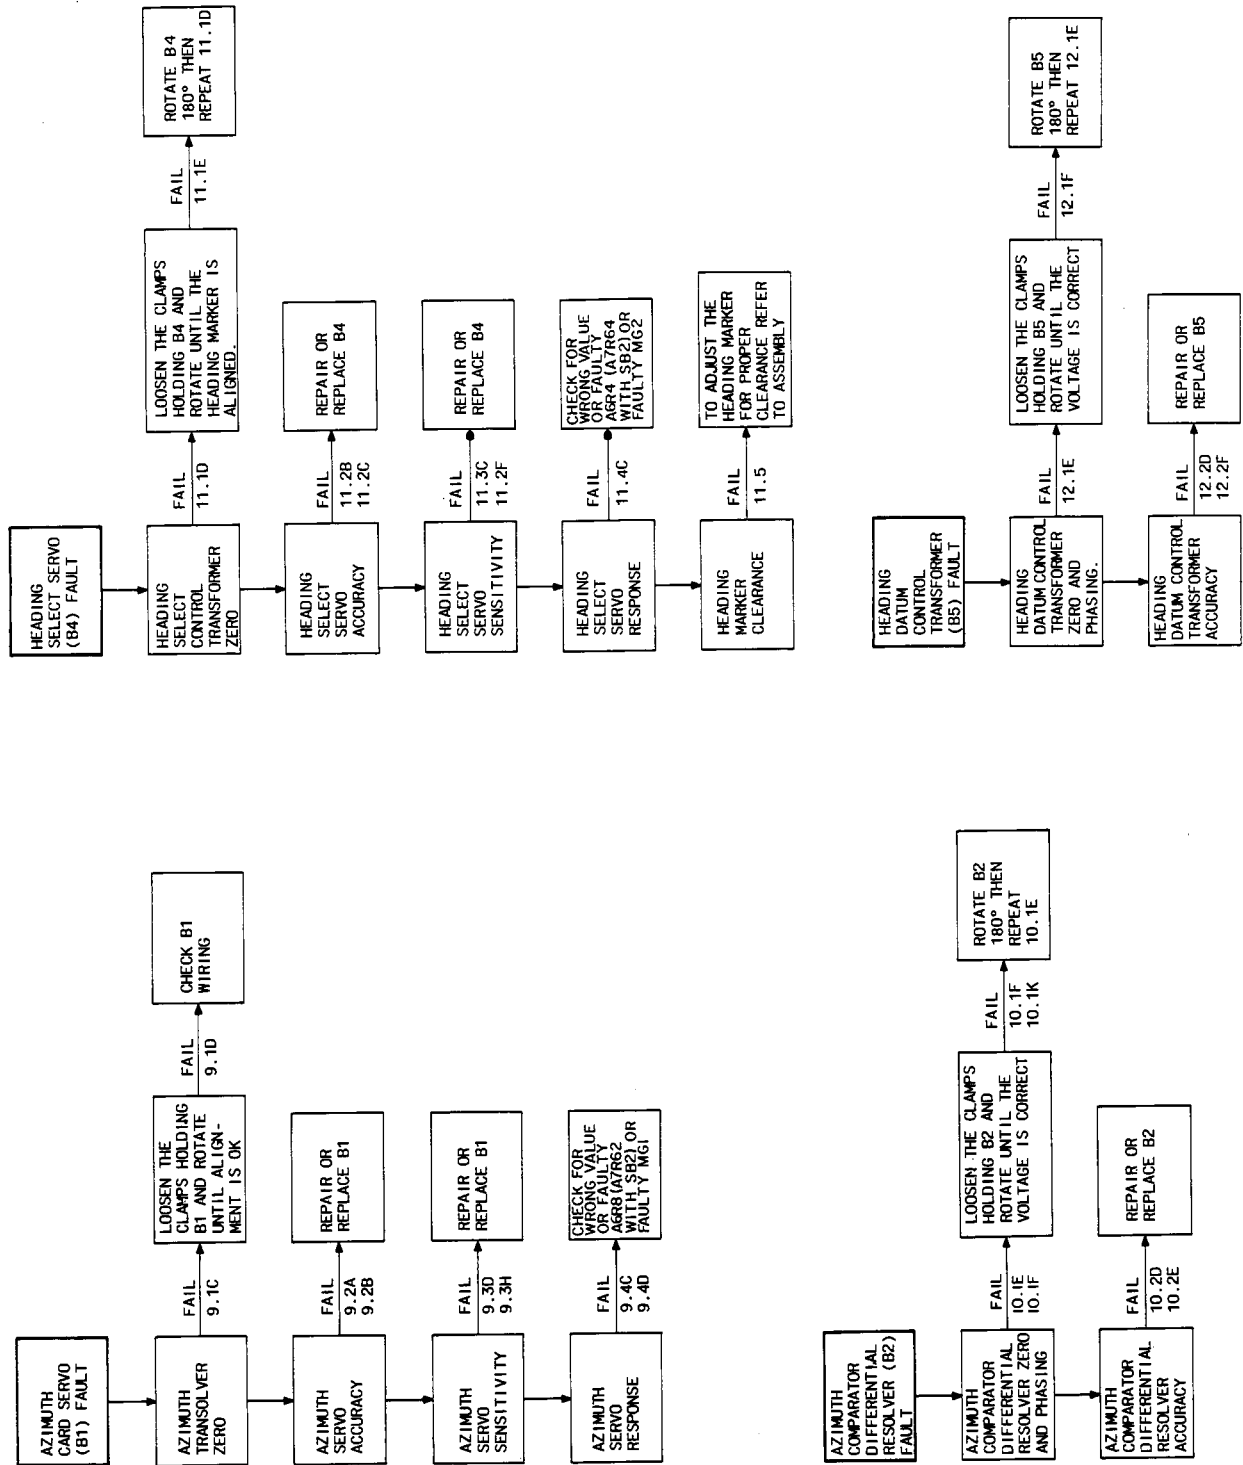 AZIMUTH
CARD SERVO
(B1) FAULT
AZIMUTH
TRANSOLVER
ZERO
FAIL
9.1C
LOOSEN THE
CLAMPS HOLDING
B1 AND ROTATE
UNTIL ALIGN-
MENT IS OK
FAIL
9.1D
CHECK B1
WIRING
AZIMUTH
SERVO
ACCURACY
FAIL
9.2A
9.2B
REPAIR OR
REPLACE B1
AZIMUTH
SERVO
SENSITIVITY
FAIL
9.3D
9.3H
REPAIR OR
REPLACE B1
AZIMUTH
SERVO
RESPONSE
FAIL
9.4C
9.4D
CHECK FOR
WRONG VALUE
OR FAULTY
A6R8 (A7R62
WITH SB2) OR
FAULTY MG1
HEADING
SELECT SERVO
(B4) FAULT
HEADING
SELECT
CONTROL
TRANSFORMER
ZERO
FAIL
11.1D
LOOSEN THE CLAMPS
HOLDING B4 AND
ROTATE UNTIL THE
HEADING MARKER IS
ALIGNED.
FAIL
11.1E
ROTATE B4
180° THEN
REPEAT 11.1D
HEADING
SELECT
SERVO
ACCURACY
FAIL
11.2B
11.2C
REPAIR OR
REPLACE B4
HEADING
SELECT
SERVO
SENSITIVITY
FAIL
11.3C
11.2F
REPAIR OR
REPLACE B4
HEADING
SELECT
SERVO
RESPONSE
FAIL
11.4C
CHECK FOR
WRONG VALUE
OR FAULTY
A6R4 (A7R64
WITH SB2) OR
FAULTY MG2
HEADING
MARKER
CLEARANCE
FAIL
11.5
TO ADJUST THE
HEADING MARKER
FOR PROPER
CLEARANCE REFER
TO ASSEMBLY
AZIMUTH
COMPARATOR
DIFFERENTIAL
RESOLVER (B2)
FAULT
AZIMUTH
COMPARATOR
DIFFERENTIAL
RESOLVER ZERO
AND PHASING
FAIL
10.1E
10.1F
LOOSEN THE CLAMPS
HOLDING B2 AND
ROTATE UNTIL THE
VOLTAGE IS CORRECT
FAIL
10.1F
10.1K
ROTATE B2
180° THEN
REPEAT
10.1E
AZIMUTH
COMPARATOR
DIFFERENTIAL
RESOLVER
ACCURACY
FAIL
10.2D
10.2E
REPAIR OR
REPLACE B2
HEADING
DATUM
CONTROL
TRANSFORMER
(B5) FAULT
HEADING
DATUM CONTROL
TRANSFORMER
ZERO AND
PHASING.
FAIL
12.1E
LOOSEN THE CLAMPS
HOLDING B5 AND
ROTATE UNTIL THE
VOLTAGE IS CORRECT
FAIL
12.1F
ROTATE B5
180° THEN
REPEAT 12.1E
HEADING
DATUM CONTROL
TRANSFORMER
ACCURACY
FAIL
12.2D
12.2F
REPAIR OR
REPLACE B5